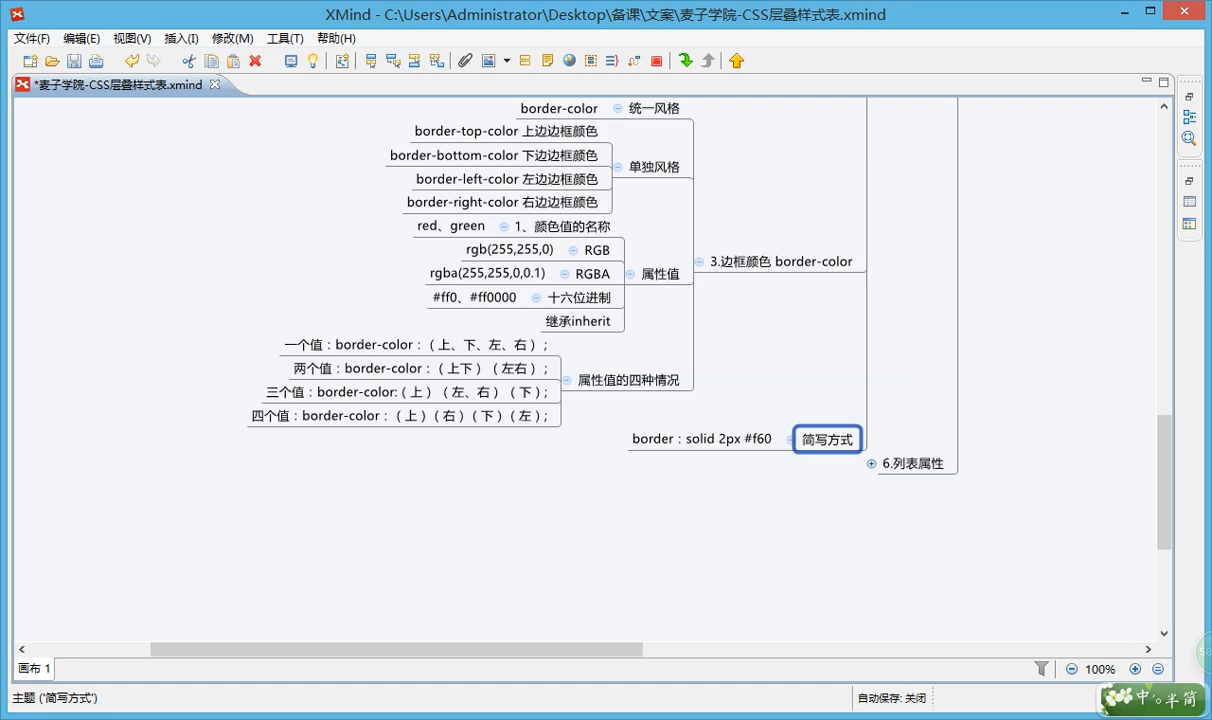 XMind - C:\Users\Administrator\Desktop\备课\文案\麦子学院-CSS层叠样式表.xmind
文件(F) 编辑(E) 视图(V) 插入(I) 修改(M) 工具(T) 帮助(H)
*麦子学院-CSS层叠样式表.xmind
border-color 统一风格
border-top-color 上边边框颜色
border-bottom-color 下边边框颜色
单独风格
border-left-color 左边边框颜色
border-right-color 右边边框颜色
red、green 1、颜色值的名称
rgb(255,255,0) RGB
3.边框颜色 border-color
rgba(255,255,0,0.1) RGBA 属性值
#ff0、#ff0000 十六位进制
继承inherit
一个值：border-color：（上、下、左、右）；
两个值：border-color：（上下）（左右）；
属性值的四种情况
三个值：border-color:（上）（左、右）（下）；
四个值：border-color：（上）（右）（下）（左）；
border：solid 2px #f60 简写方式
6.列表属性
画布 1
100%
主题 ('简写方式')
自动保存: 关闭
中 半 简
58